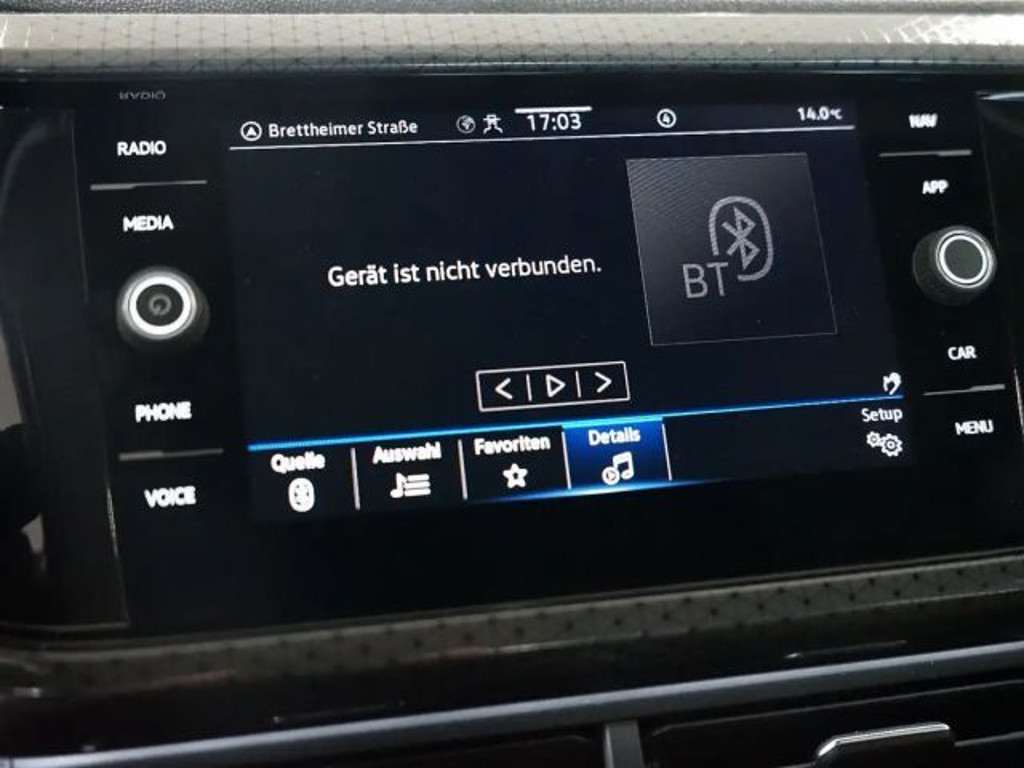 RADIO
MEDIA
PHONE
VOICE
Brettheimer Straße 17:03 4 14.0°C
Gerät ist nicht verbunden.
BT
Quelle
Auswahl
Favoriten
Details
Setup
NAV
APP
CAR
MENU